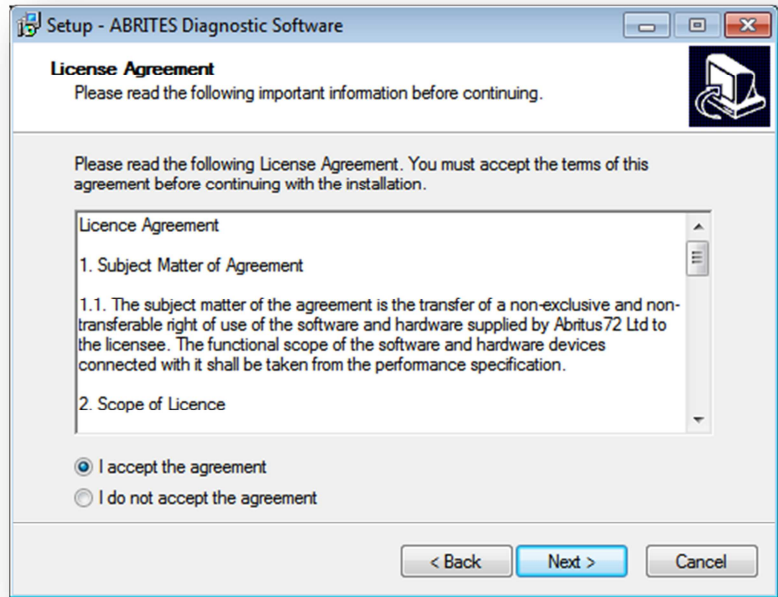 Setup - ABRITES Diagnostic Software
License Agreement
Please read the following important information before continuing.
Please read the following License Agreement. You must accept the terms of this
agreement before continuing with the installation.
Licence Agreement
1. Subject Matter of Agreement
1.1. The subject matter of the agreement is the transfer of a non-exclusive and non-
transferable right of use of the software and hardware supplied by Abritus72 Ltd to
the licensee. The functional scope of the software and hardware devices
connected with it shall be taken from the performance specification.
2. Scope of Licence
I accept the agreement
I do not accept the agreement
< Back Next > Cancel